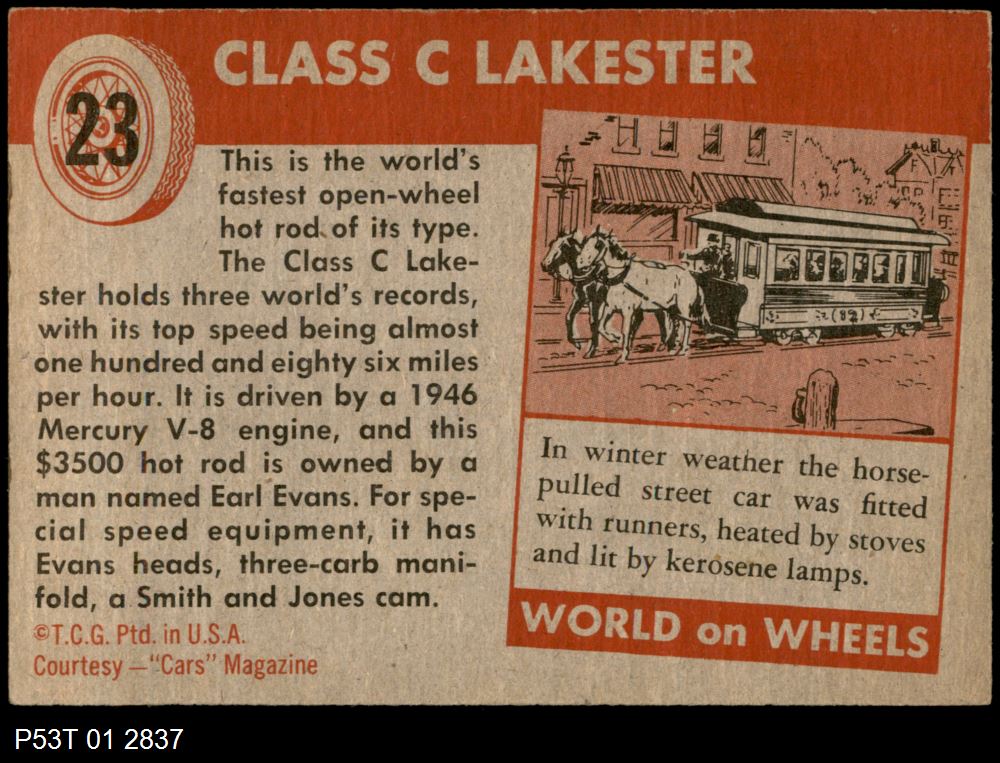 CLASS C LAKESTER
23
This is the world's
fastest open-wheel
hot rod of its type.
The Class C Lake-
ster holds three world's records,
with its top speed being almost
one hundred and eighty six miles
per hour. It is driven by a 1946
Mercury V-8 engine, and this
$3500 hot rod is owned by a
man named Earl Evans. For spe-
cial speed equipment, it has
Evans heads, three-carb mani-
fold, a Smith and Jones cam.
©T.C.G. Ptd. in U.S.A.
Courtesy—"Cars" Magazine
(82)
In winter weather the horse-
pulled street car was fitted
with runners, heated by stoves
and lit by kerosene lamps.
WORLD on WHEELS
P53T 01 2837